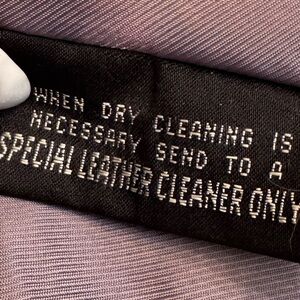 WHEN DRY CLEANING IS
NECESSARY SEND TO A
SPECIAL LEATHER CLEANER ONLY